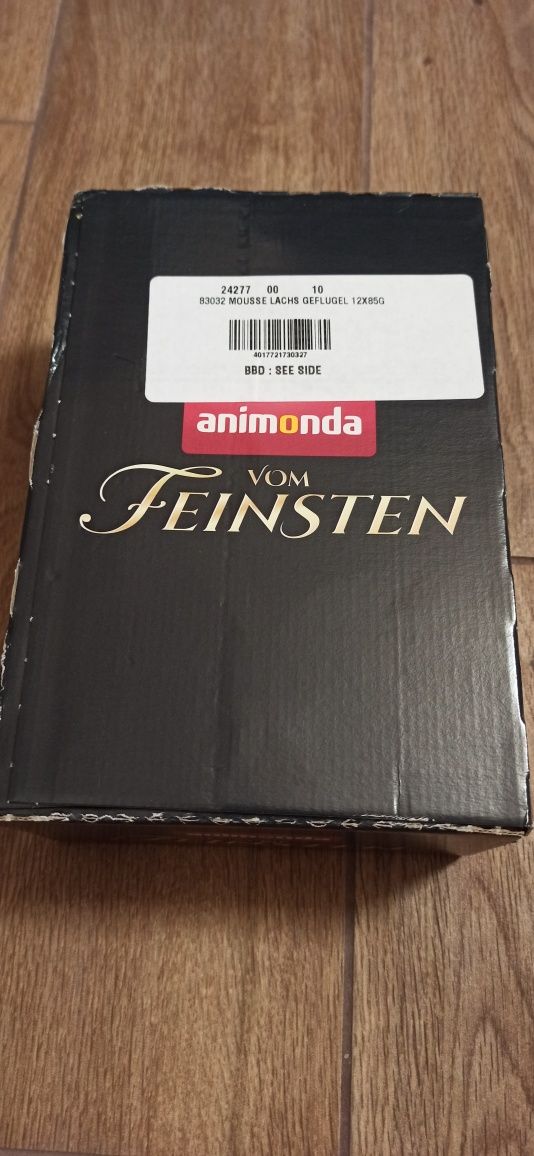 24277 00 10
83032 MOUSSE LACHS GEFLUGEL 12X85G
4017721730327
BBD : SEE SIDE
animonda
VOM
FEINSTEN